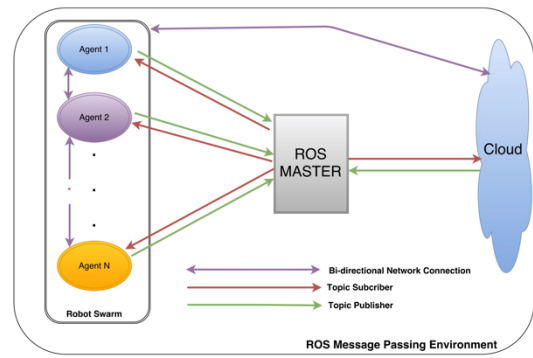 Agent 1
Agent 2
Agent N
Robot Swarm
ROS
MASTER
Cloud
Bi-directional Network Connection
Topic Subcriber
Topic Publisher
ROS Message Passing Environment